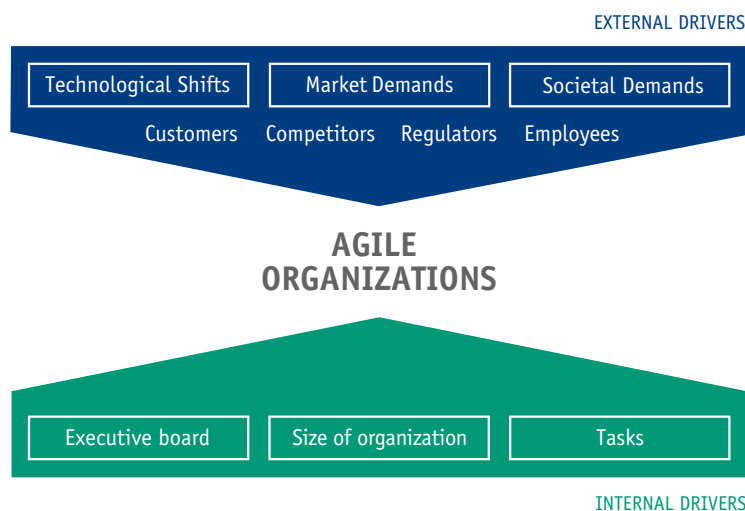 EXTERNAL DRIVERS
Technological Shifts Market Demands Societal Demands
Customers Competitors Regulators Employees
AGILE
ORGANIZATIONS
Executive board Size of organization Tasks
INTERNAL DRIVERS